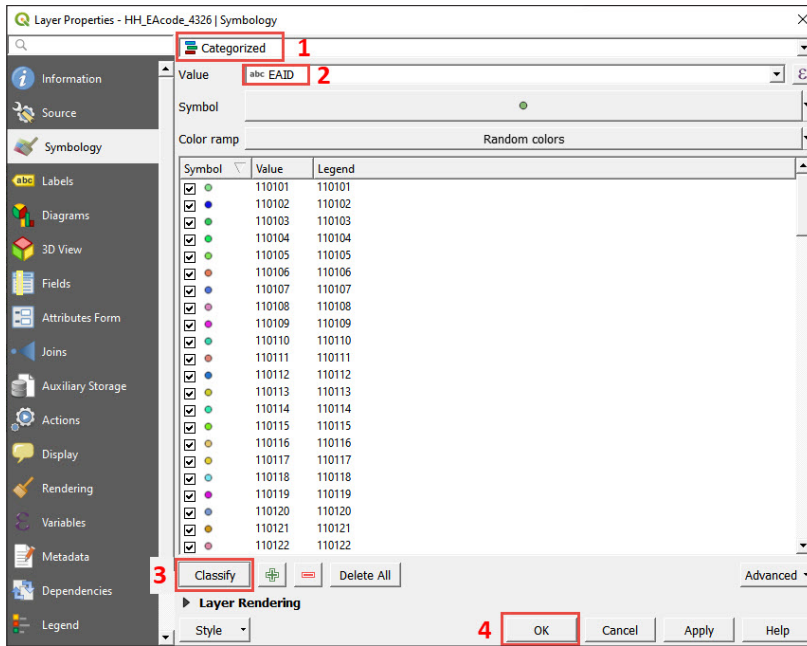 Layer Properties - HH_EAcode_4326 | Symbology
Categorized 1
Information
Source
Symbology
abc Labels
Diagrams
3D View
Fields
Attributes Form
Joins
Auxiliary Storage
Actions
Display
Rendering
Variables
Metadata
Dependencies
Legend
Value abc EAID 2 ε
Symbol
Color ramp Random colors
Symbol Value Legend
110101 110101
110102 110102
110103 110103
110104 110104
110105 110105
110106 110106
110107 110107
110108 110108
110109 110109
110110 110110
110111 110111
110112 110112
110113 110113
110114 110114
110115 110115
110116 110116
110117 110117
110118 110118
110119 110119
110120 110120
110121 110121
110122 110122
3 Classify Delete All Advanced
Layer Rendering
Style 4 OK Cancel Apply Help